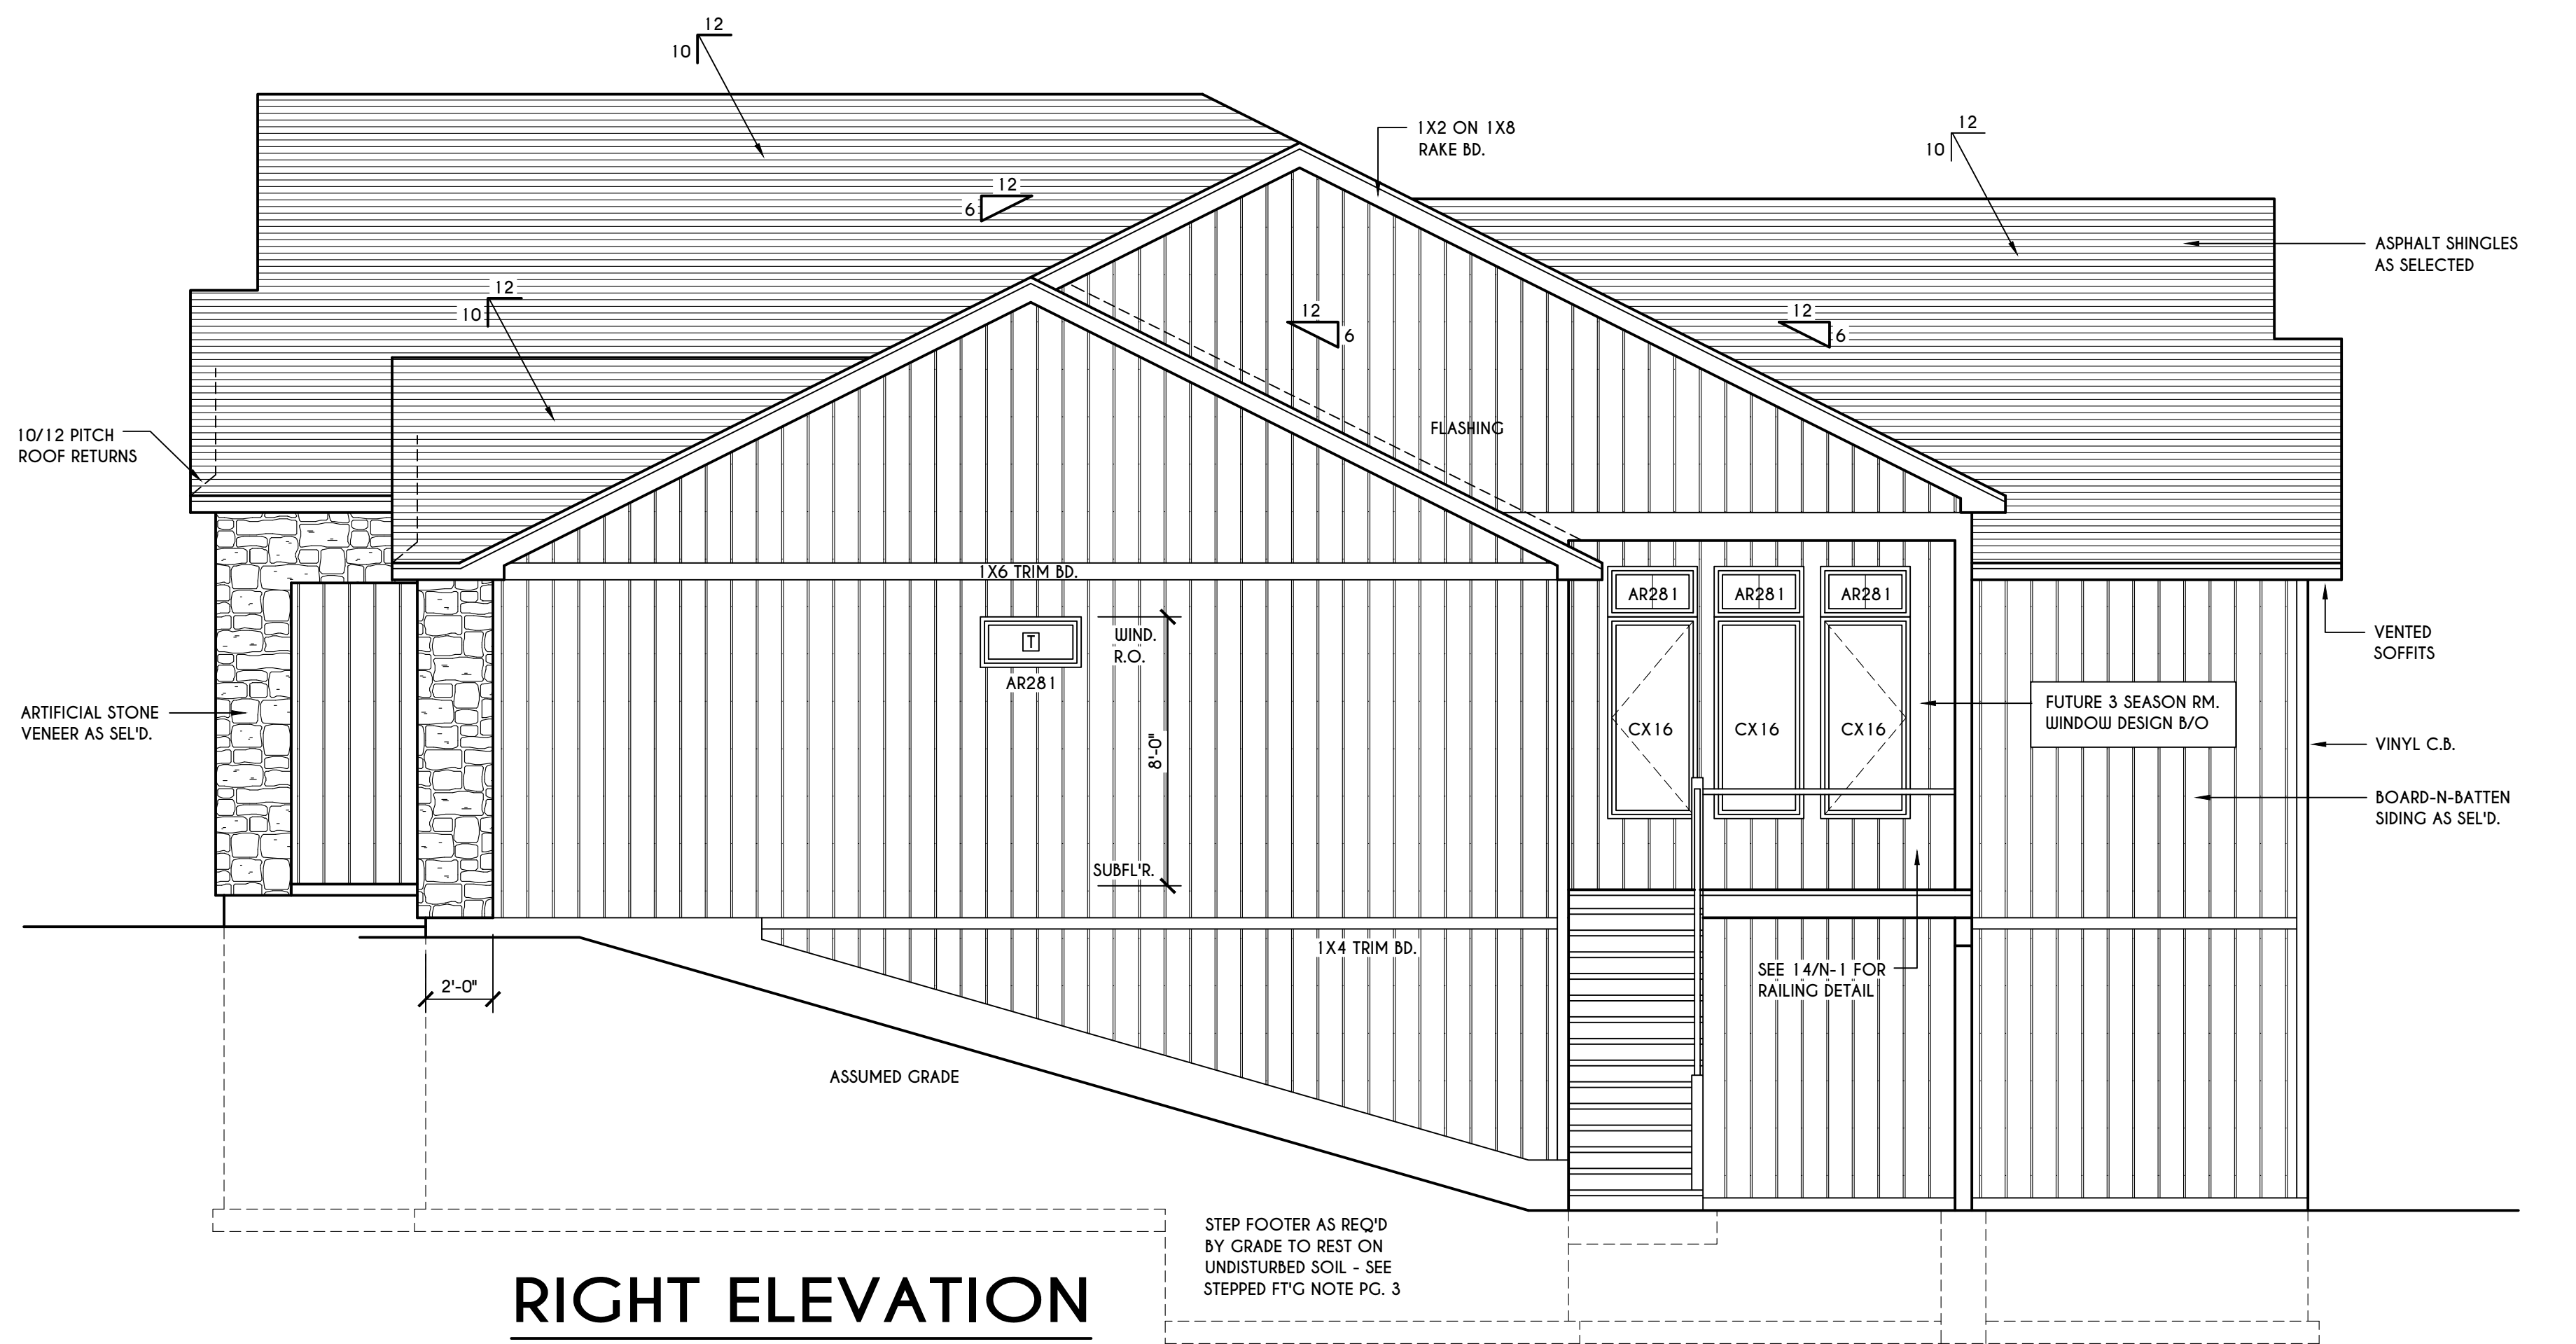 12
10
12
10
1X2 ON 1X8
RAKE BD.
12
6
ASPHALT SHINGLES
AS SELECTED
12
10
12
6
12
6
10/12 PITCH
ROOF RETURNS
FLASHING
1X6 TRIM BD.
AR281
AR281
AR281
T
WIND.
R.O.
AR281
VENTED
SOFFITS
ARTIFICIAL STONE
VENEER AS SEL'D.
8'-0"
CX16
CX16
CX16
FUTURE 3 SEASON RM.
WINDOW DESIGN B/O
VINYL C.B.
BOARD-N-BATTEN
SIDING AS SEL'D.
SUBFL'R.
1X4 TRIM BD.
SEE 14/N-1 FOR
RAILING DETAIL
2'-0"
ASSUMED GRADE
STEP FOOTER AS REQ'D
BY GRADE TO REST ON
UNDISTURBED SOIL - SEE
STEPPED FT'G NOTE PG. 3
RIGHT ELEVATION